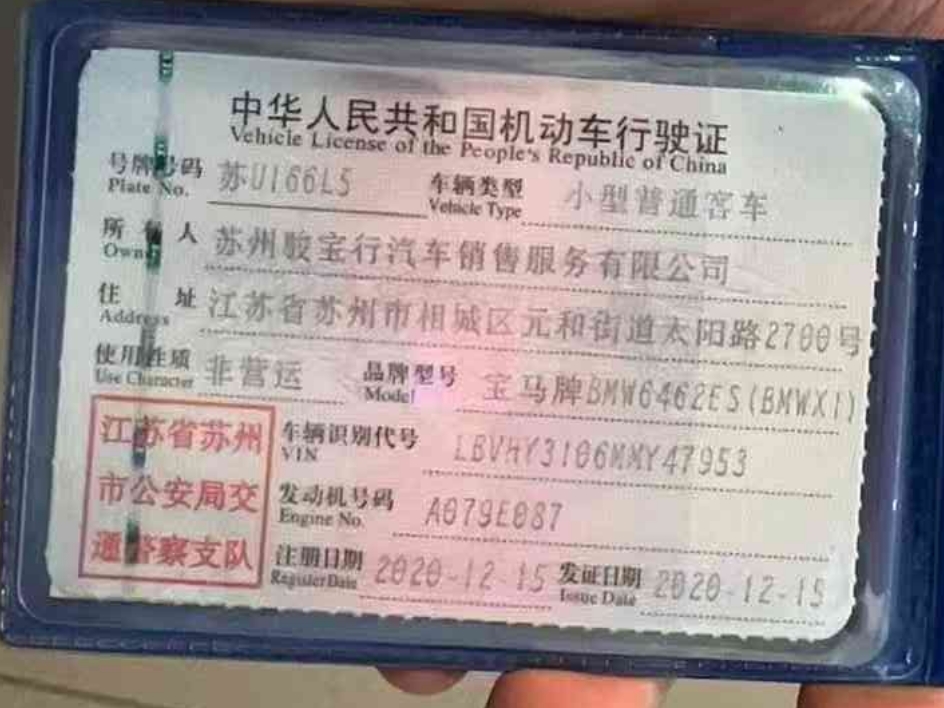 中华人民共和国机动车行驶证
Vehicle License of the People's Republic of China
号牌号码 苏U166L5 车辆类型 小型普通客车
Plate No. Vehicle Type
所有人 苏州骏宝行汽车销售服务有限公司
Owner
住址 江苏省苏州市相城区元和街道太阳路2700号
Address
使用性质 非营运 品牌型号 宝马牌BMW6462ES(BMWX1)
Use Character Model
江苏省苏州
市公安局交
通警察支队
车辆识别代号 LBVHY3106MMY47953
VIN
发动机号码 A079E087
Engine No.
注册日期 2020-12-15 发证日期 2020-12-15
Register Date Issue Date